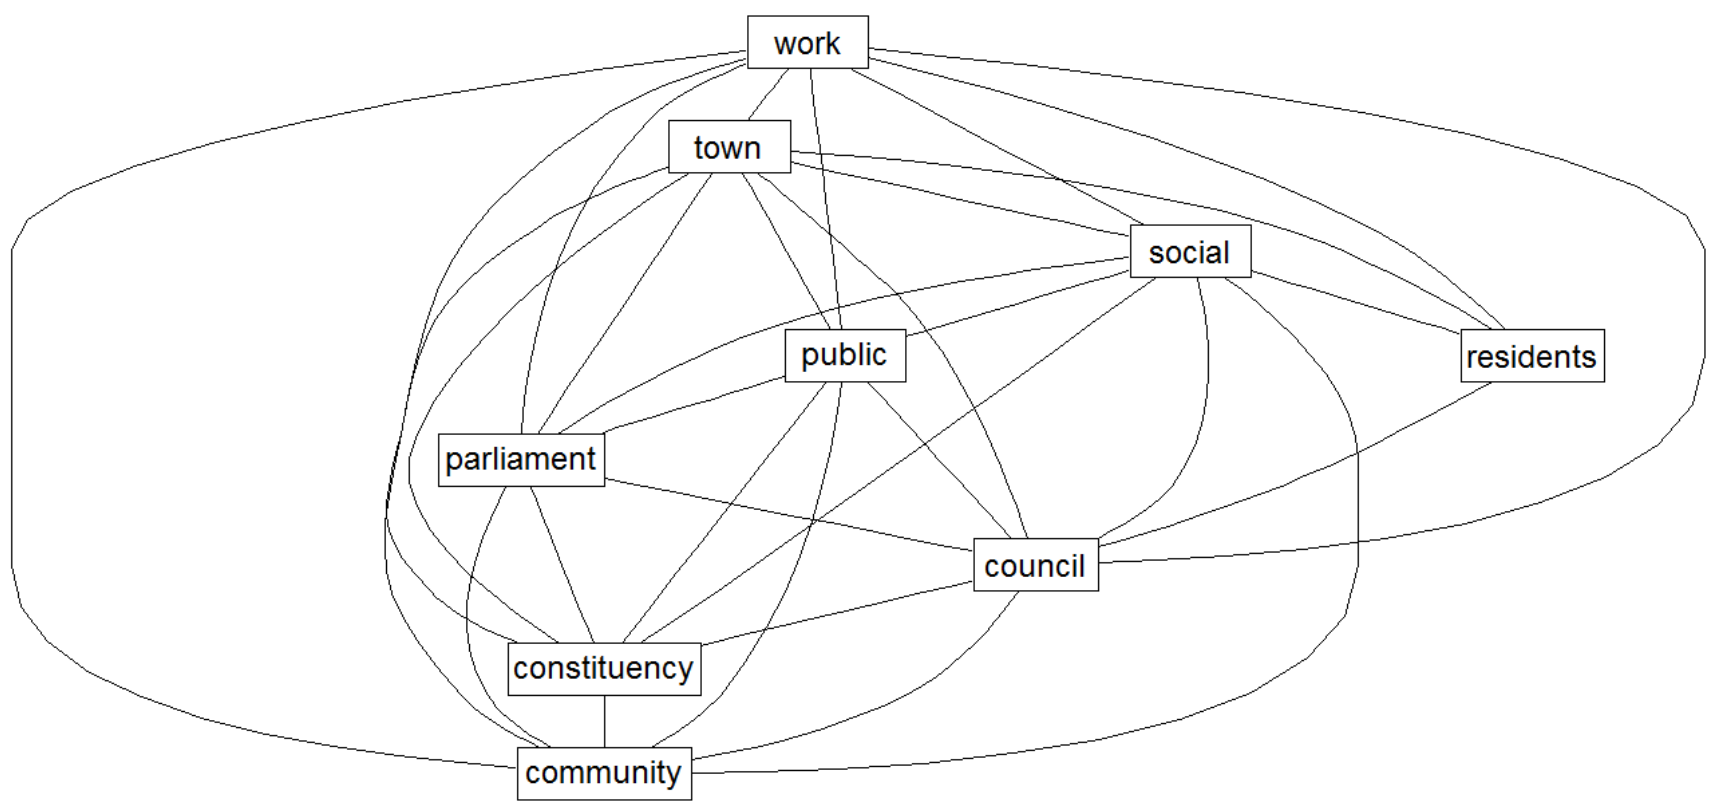 work
town
social
public
residents
parliament
council
constituency
community